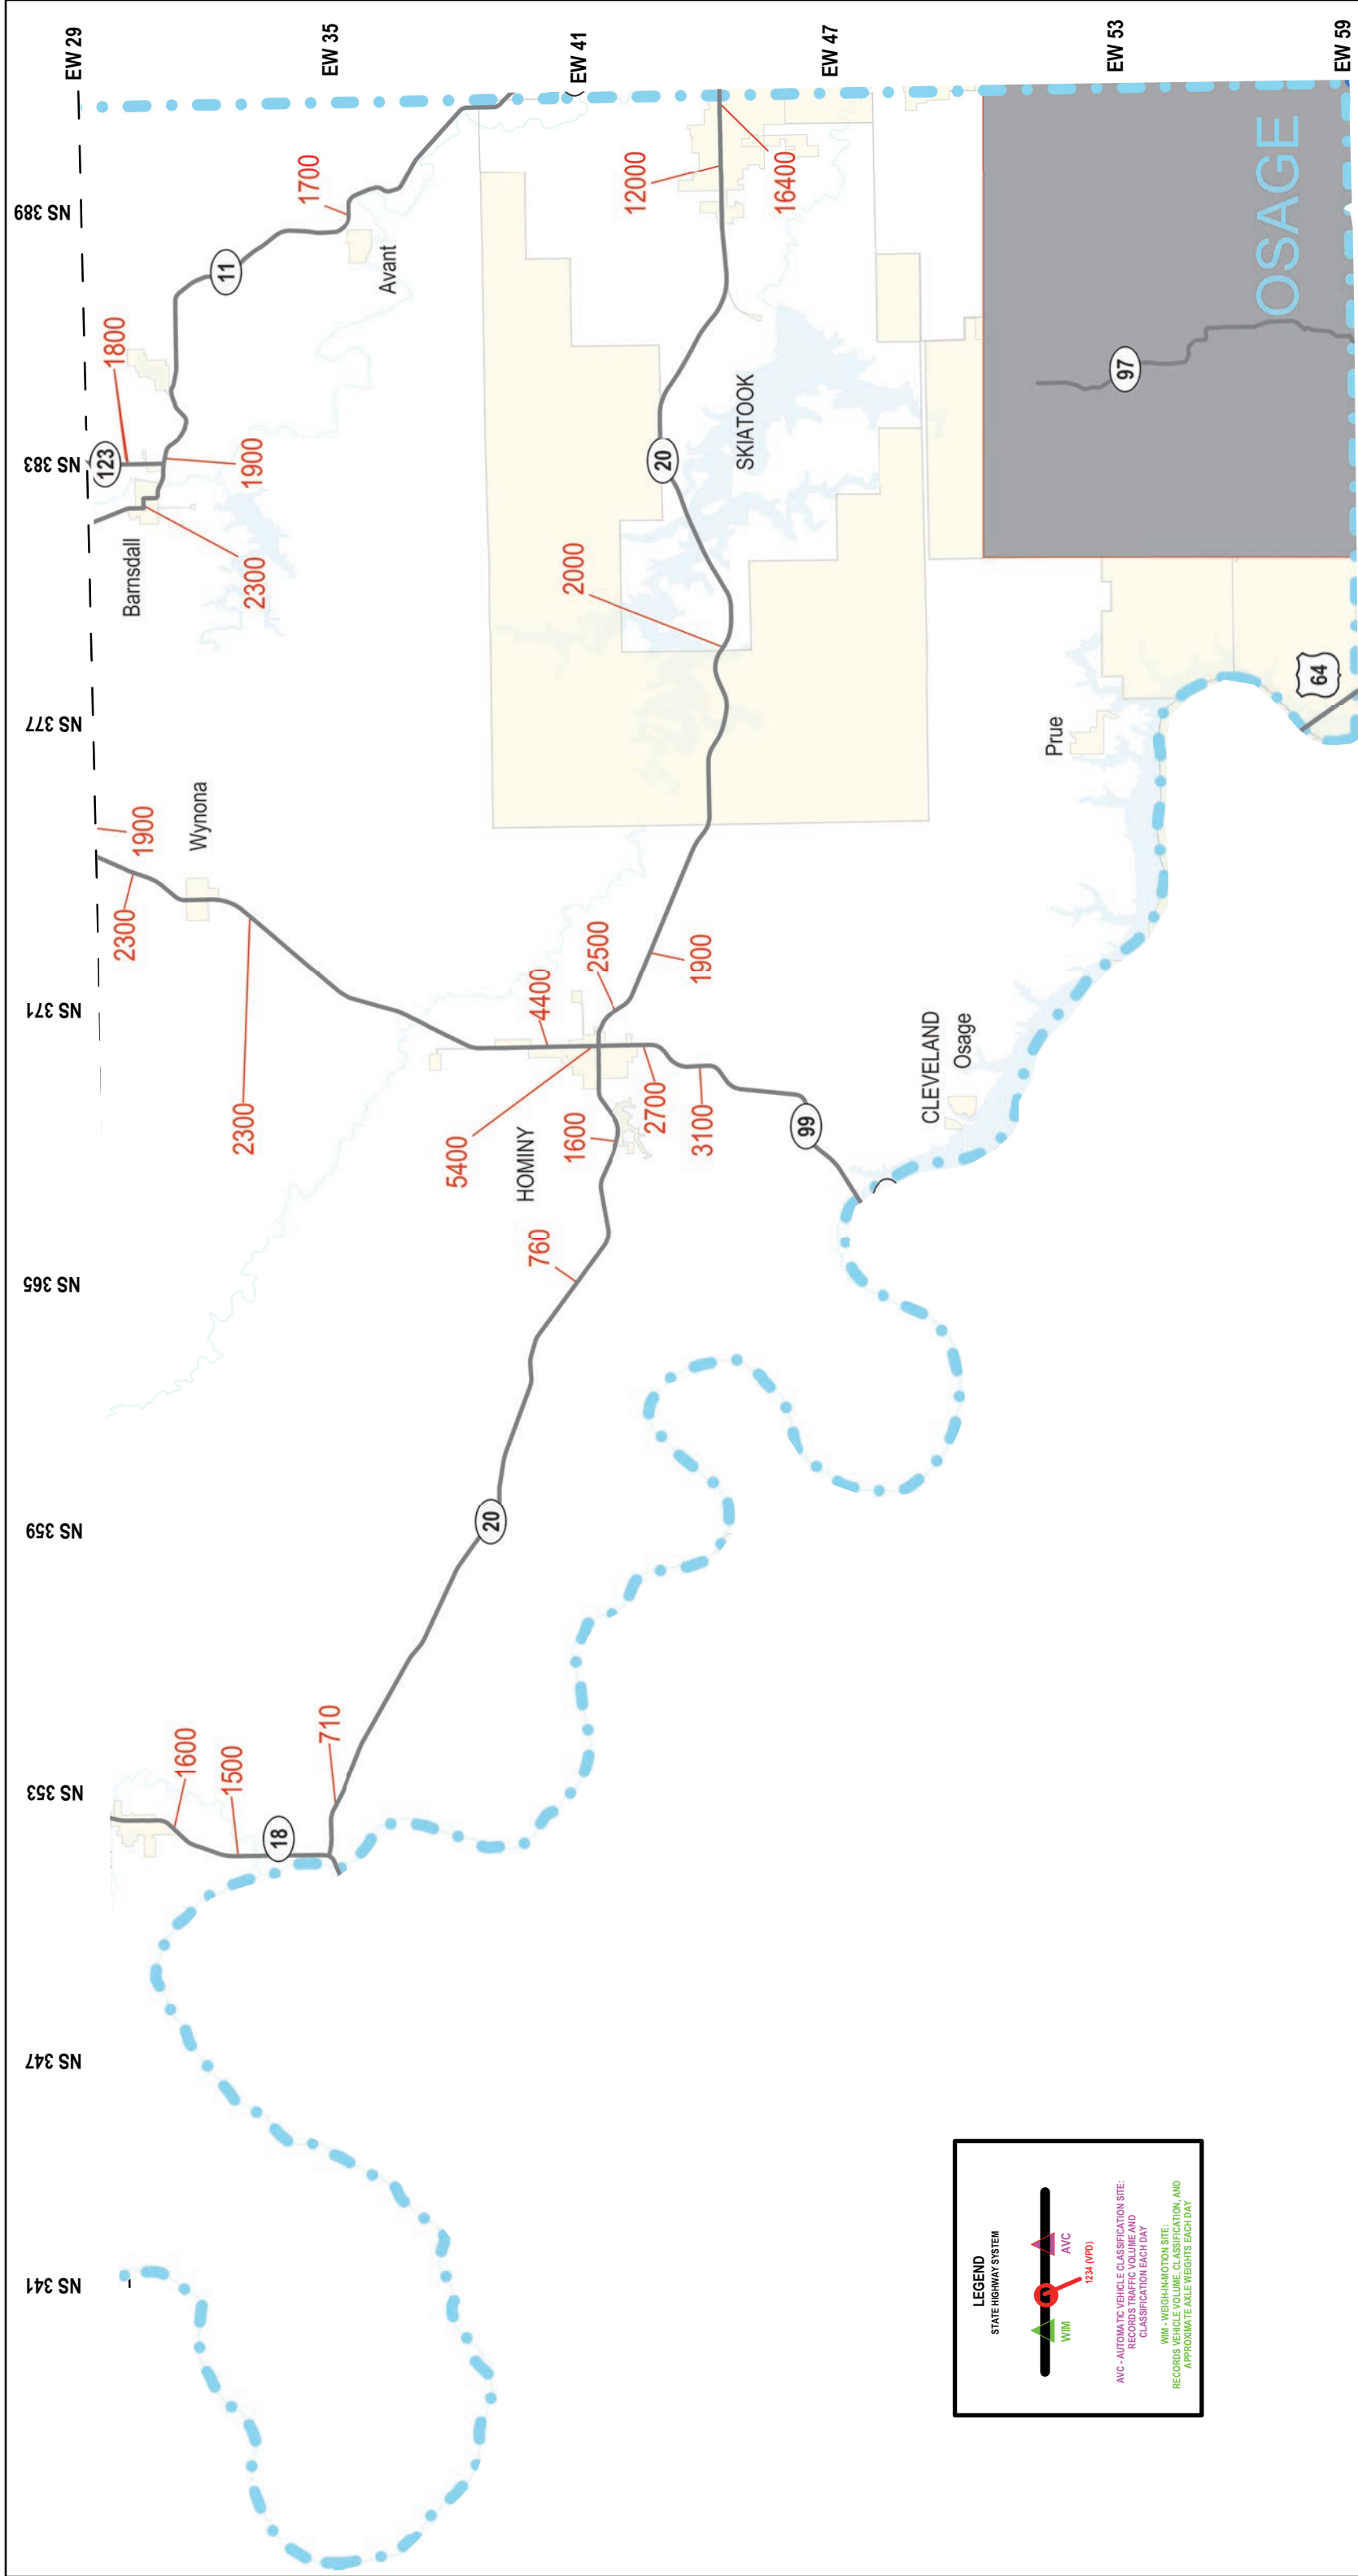 EW 29
EW 35
EW 41
EW 47
EW 53
EW 59
NS 389
NS 383
NS 377
NS 371
NS 365
NS 359
NS 353
NS 347
NS 341
1700
11
Avant
1800
123
1900
Barnsdall
2300
12000
16400
20
SKIATOOK
2000
OSAGE
97
64
Prue
1900
Wynona
2300
2300
4400
2500
1900
5400
HOMINY
1600
2700
3100
99
CLEVELAND
Osage
760
20
710
1600
1500
18
LEGEND
STATE HIGHWAY SYSTEM
WIM
AVC
1234 (VPD)
AVC - AUTOMATIC VEHICLE CLASSIFICATION SITE:
RECORDS TRAFFIC VOLUME AND
CLASSIFICATION EACH DAY
WIM - WEIGH-IN-MOTION SITE:
RECORDS VEHICLE VOLUME, CLASSIFICATION, AND
APPROXIMATE AXLE WEIGHTS EACH DAY